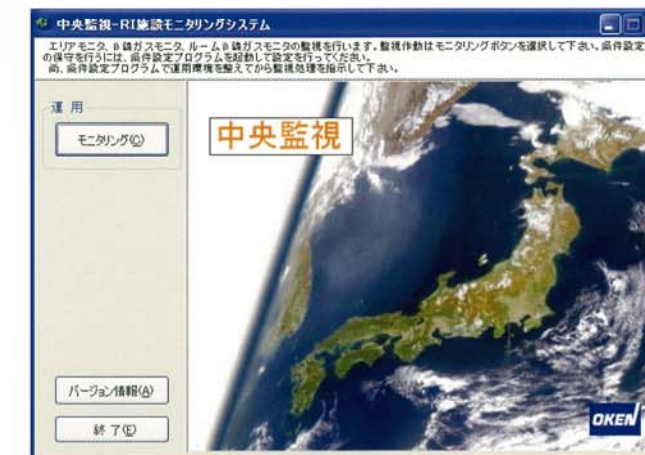 中央監視-RI施設モニタリングシステム
エリアモニタ、β線ガスモニタ、ルームβ線ガスモニタの監視を行います。監視作動はモニタリングボタンを選択して下さい。条件設定
の保守を行うには、条件設定プログラムを起動して設定を行ってください。
尚、条件設定プログラムで運用環境を整えてから監視処理を指示して下さい。
運 用
モニタリング(C)
中央監視
バージョン情報(A)
終 了(E)
OKEN